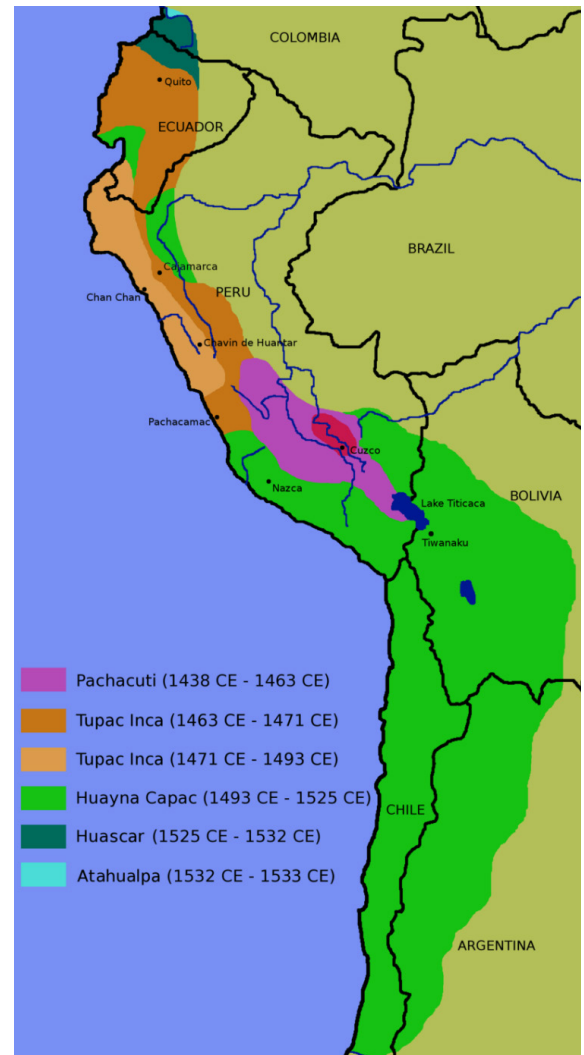 COLOMBIA
Quito
ECUADOR
BRAZIL
Cajamarca
PERU
Chan Chan
Chavin de Huantar
Pachacamac
Cuzco
Nazca
Lake Titicaca
BOLIVIA
Tiwanaku
Pachacuti (1438 CE - 1463 CE)
Tupac Inca (1463 CE - 1471 CE)
Tupac Inca (1471 CE - 1493 CE)
Huayna Capac (1493 CE - 1525 CE)
CHILE
Huascar (1525 CE - 1532 CE)
Atahualpa (1532 CE - 1533 CE)
ARGENTINA